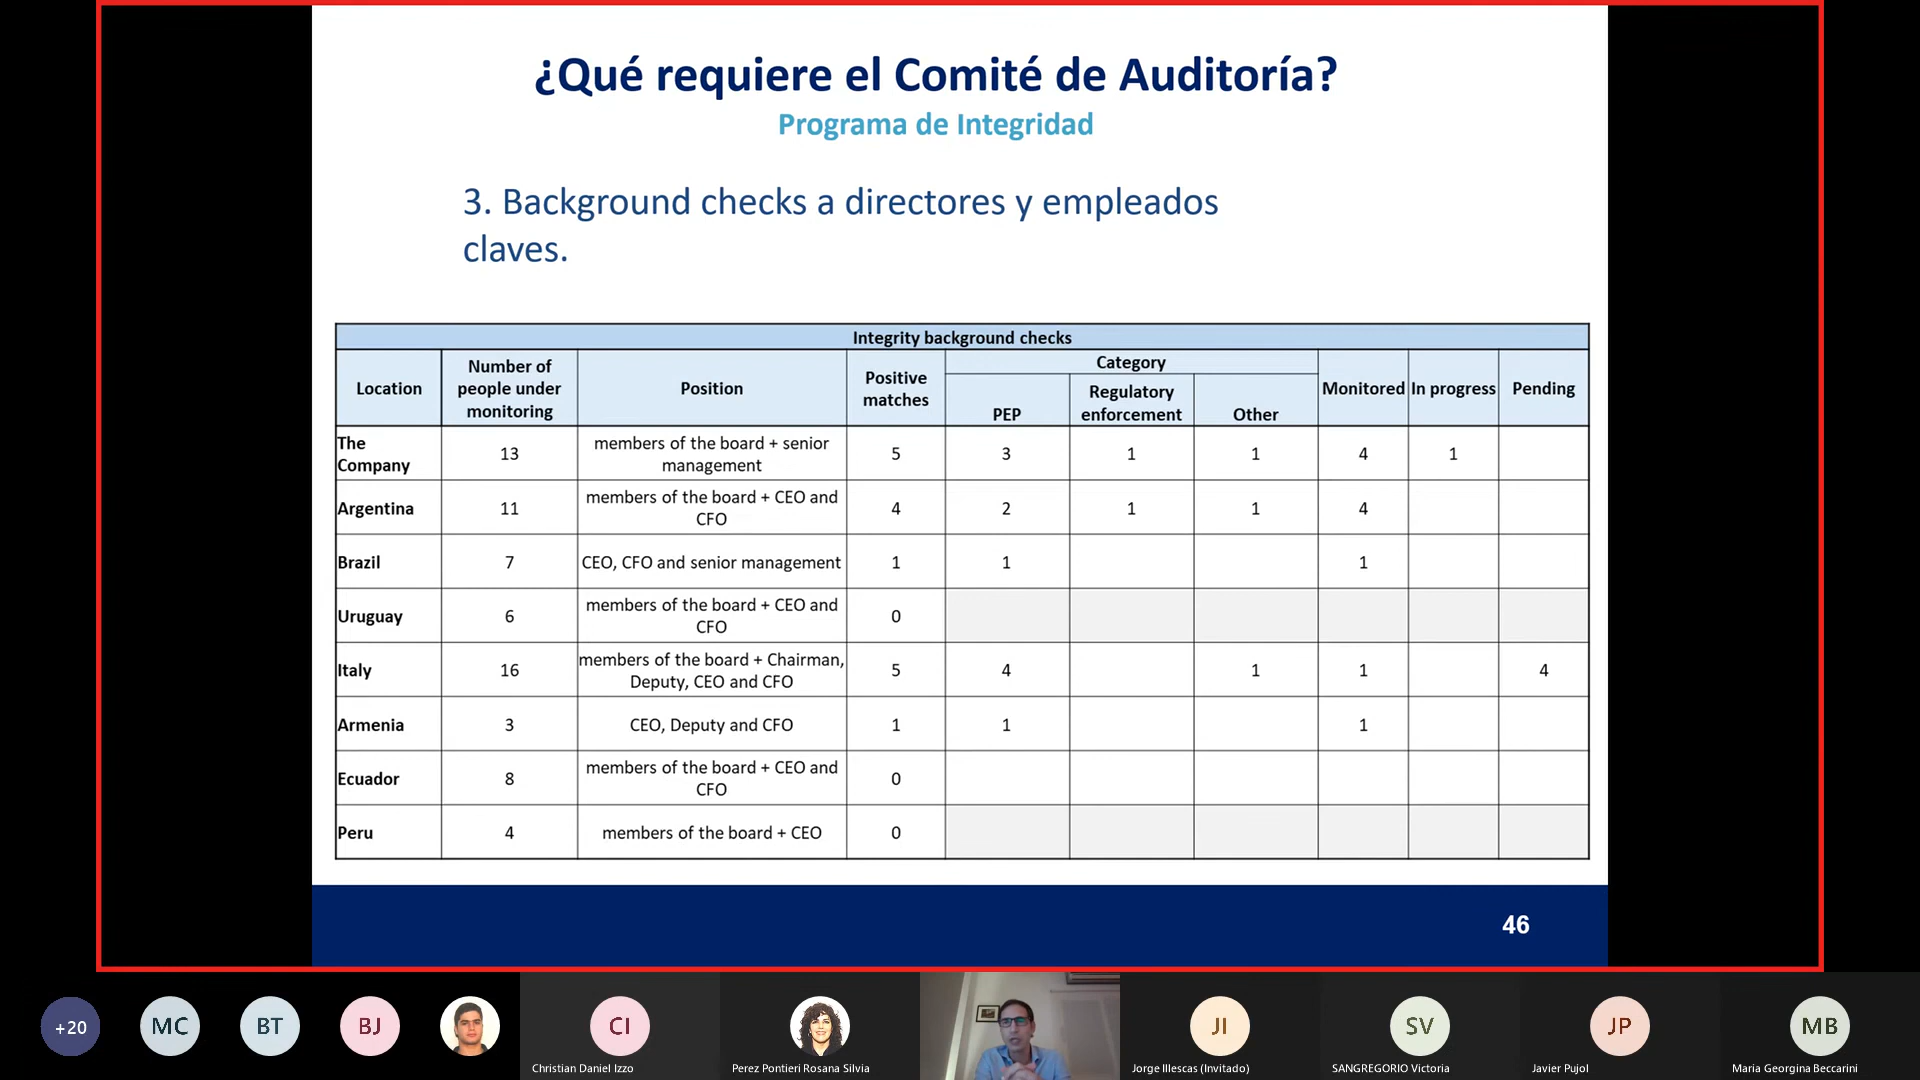 ¿Qué requiere el Comité de Auditoría?
Programa de Integridad
3. Background checks a directores y empleados
claves.
Integrity background checks
Location
Number of
people under
monitoring
Position
Positive
matches
Category
PEP
Regulatory
enforcement
Other
Monitored
In progress
Pending
The
Company
13
members of the board + senior
management
5
3
1
1
4
1
Argentina
11
members of the board + CEO and
CFO
4
2
1
1
4
Brazil
7
CEO, CFO and senior management
1
1
1
Uruguay
6
members of the board + CEO and
CFO
0
Italy
16
members of the board + Chairman,
Deputy, CEO and CFO
5
4
1
1
4
Armenia
3
CEO, Deputy and CFO
1
1
1
Ecuador
8
members of the board + CEO and
CFO
0
Peru
4
members of the board + CEO
0
46
+20
MC
BT
BJ
CI
Christian Daniel Izzo
Perez Pontieri Rosana Silvia
JI
Jorge Illescas (Invitado)
SV
SANGREGORIO Victoria
JP
Javier Pujol
MB
Maria Georgina Beccarini